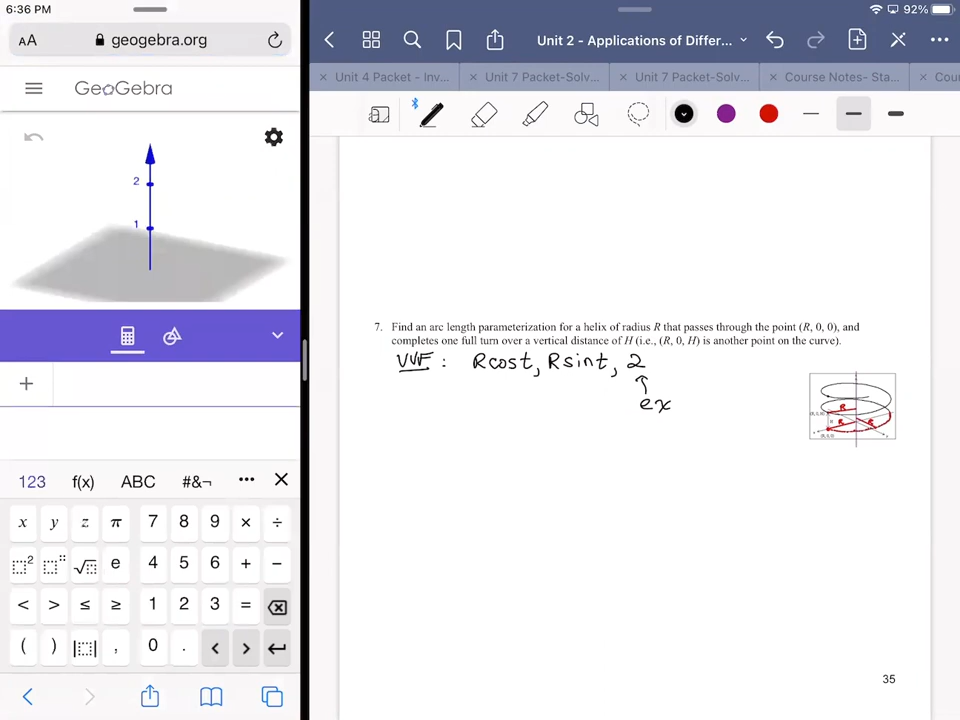 6:36 PM
92%
AA geogebra.org
Unit 2 - Applications of Differ...
GeoGebra
× Unit 4 Packet - Inv...
× Unit 7 Packet-Solv...
× Unit 7 Packet-Solv...
× Course Notes- Sta...
× Cou
2
1
7. Find an arc length parameterization for a helix of radius R that passes through the point (R, 0, 0), and
completes one full turn over a vertical distance of H (i.e., (R, 0, H) is another point on the curve).
VVF : Rcost, Rsint, 2
ex
R
R
R
(R, 0, 0)
+
123 f(x) ABC #&¬ ... ×
x y z π 7 8 9 × ÷
e 4 5 6 + −
< > ≤ ≥ 1 2 3 =
( ) , 0 . < >
35